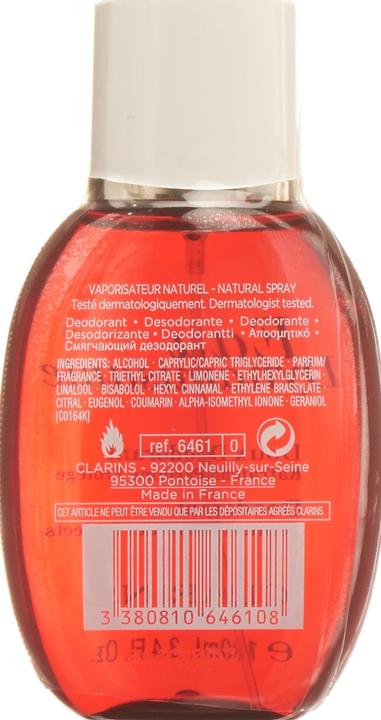 VAPORISATEUR NATUREL - NATURAL SPRAY
Testé dermatologiquement. Dermatologist tested.
Deodorant • Desodorante • Deodorante •
Desodorizante • Deodorantti • Αποσμητικό •
Смягчающий дезодорант
INGREDIENTS: ALCOHOL · CAPRYLIC/CAPRIC TRIGLYCERIDE · PARFUM/
FRAGRANCE · TRIETHYL CITRATE · LIMONENE · ETHYLHEXYLGLYCERIN ·
LINALOOL · BISABOLOL · HEXYL CINNAMAL · ETHYLENE BRASSYLATE ·
CITRAL · EUGENOL · COUMARIN · ALPHA-ISOMETHYL IONONE · GERANIOL
[C0164K]
ref. 6461 0
CLARINS - 92200 Neuilly-sur-Seine
95300 Pontoise - France
Made in France
CET ARTICLE NE PEUT ÊTRE VENDU QUE PAR LES DÉPOSITAIRES AGRÉÉS CLARINS.
3 380810 646108
e 100ml 3.4 Fl. Oz.